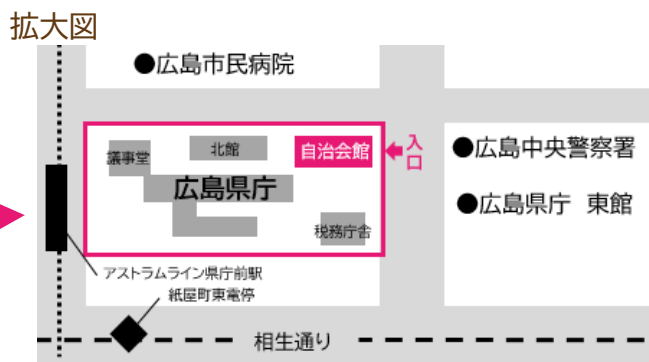 拡大図
●広島市民病院
議事堂
北館
自治会館
入口
●広島中央警察署
広島県庁
●広島県庁 東館
税務庁舎
アストラムライン県庁前駅
紙屋町東電停
相生通り